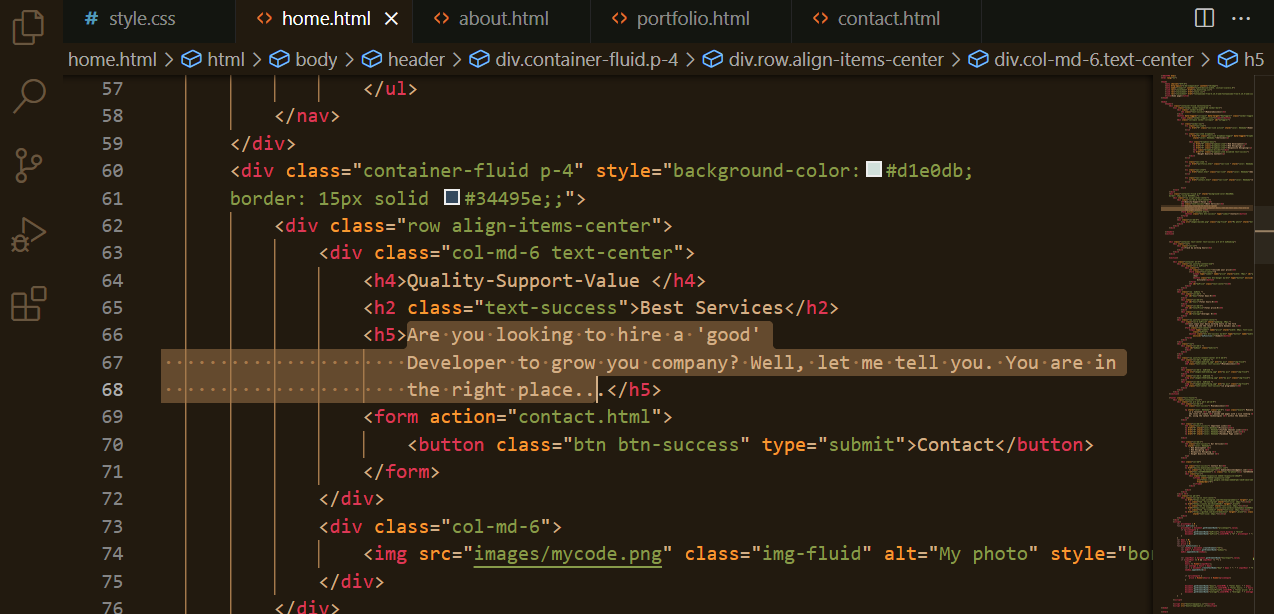 # style.css
home.html
about.html
portfolio.html
contact.html
home.html > html > body > header > div.container-fluid.p-4 > div.row.align-items-center > div.col-md-6.text-center > h5
57 </ul>
58 </nav>
59 </div>
60 <div class="container-fluid p-4" style="background-color: #d1e0db;
61 border: 15px solid #34495e;;">
62 <div class="row align-items-center">
63 <div class="col-md-6 text-center">
64 <h4>Quality-Support-Value </h4>
65 <h2 class="text-success">Best Services</h2>
66 <h5>Are you looking to hire a 'good'
67 Developer to grow you company? Well, let me tell you. You are in
68 the right place...</h5>
69 <form action="contact.html">
70 <button class="btn btn-success" type="submit">Contact</button>
71 </form>
72 </div>
73 <div class="col-md-6">
74 <img src="images/mycode.png" class="img-fluid" alt="My photo" style="bor
75 </div>
76 </div>